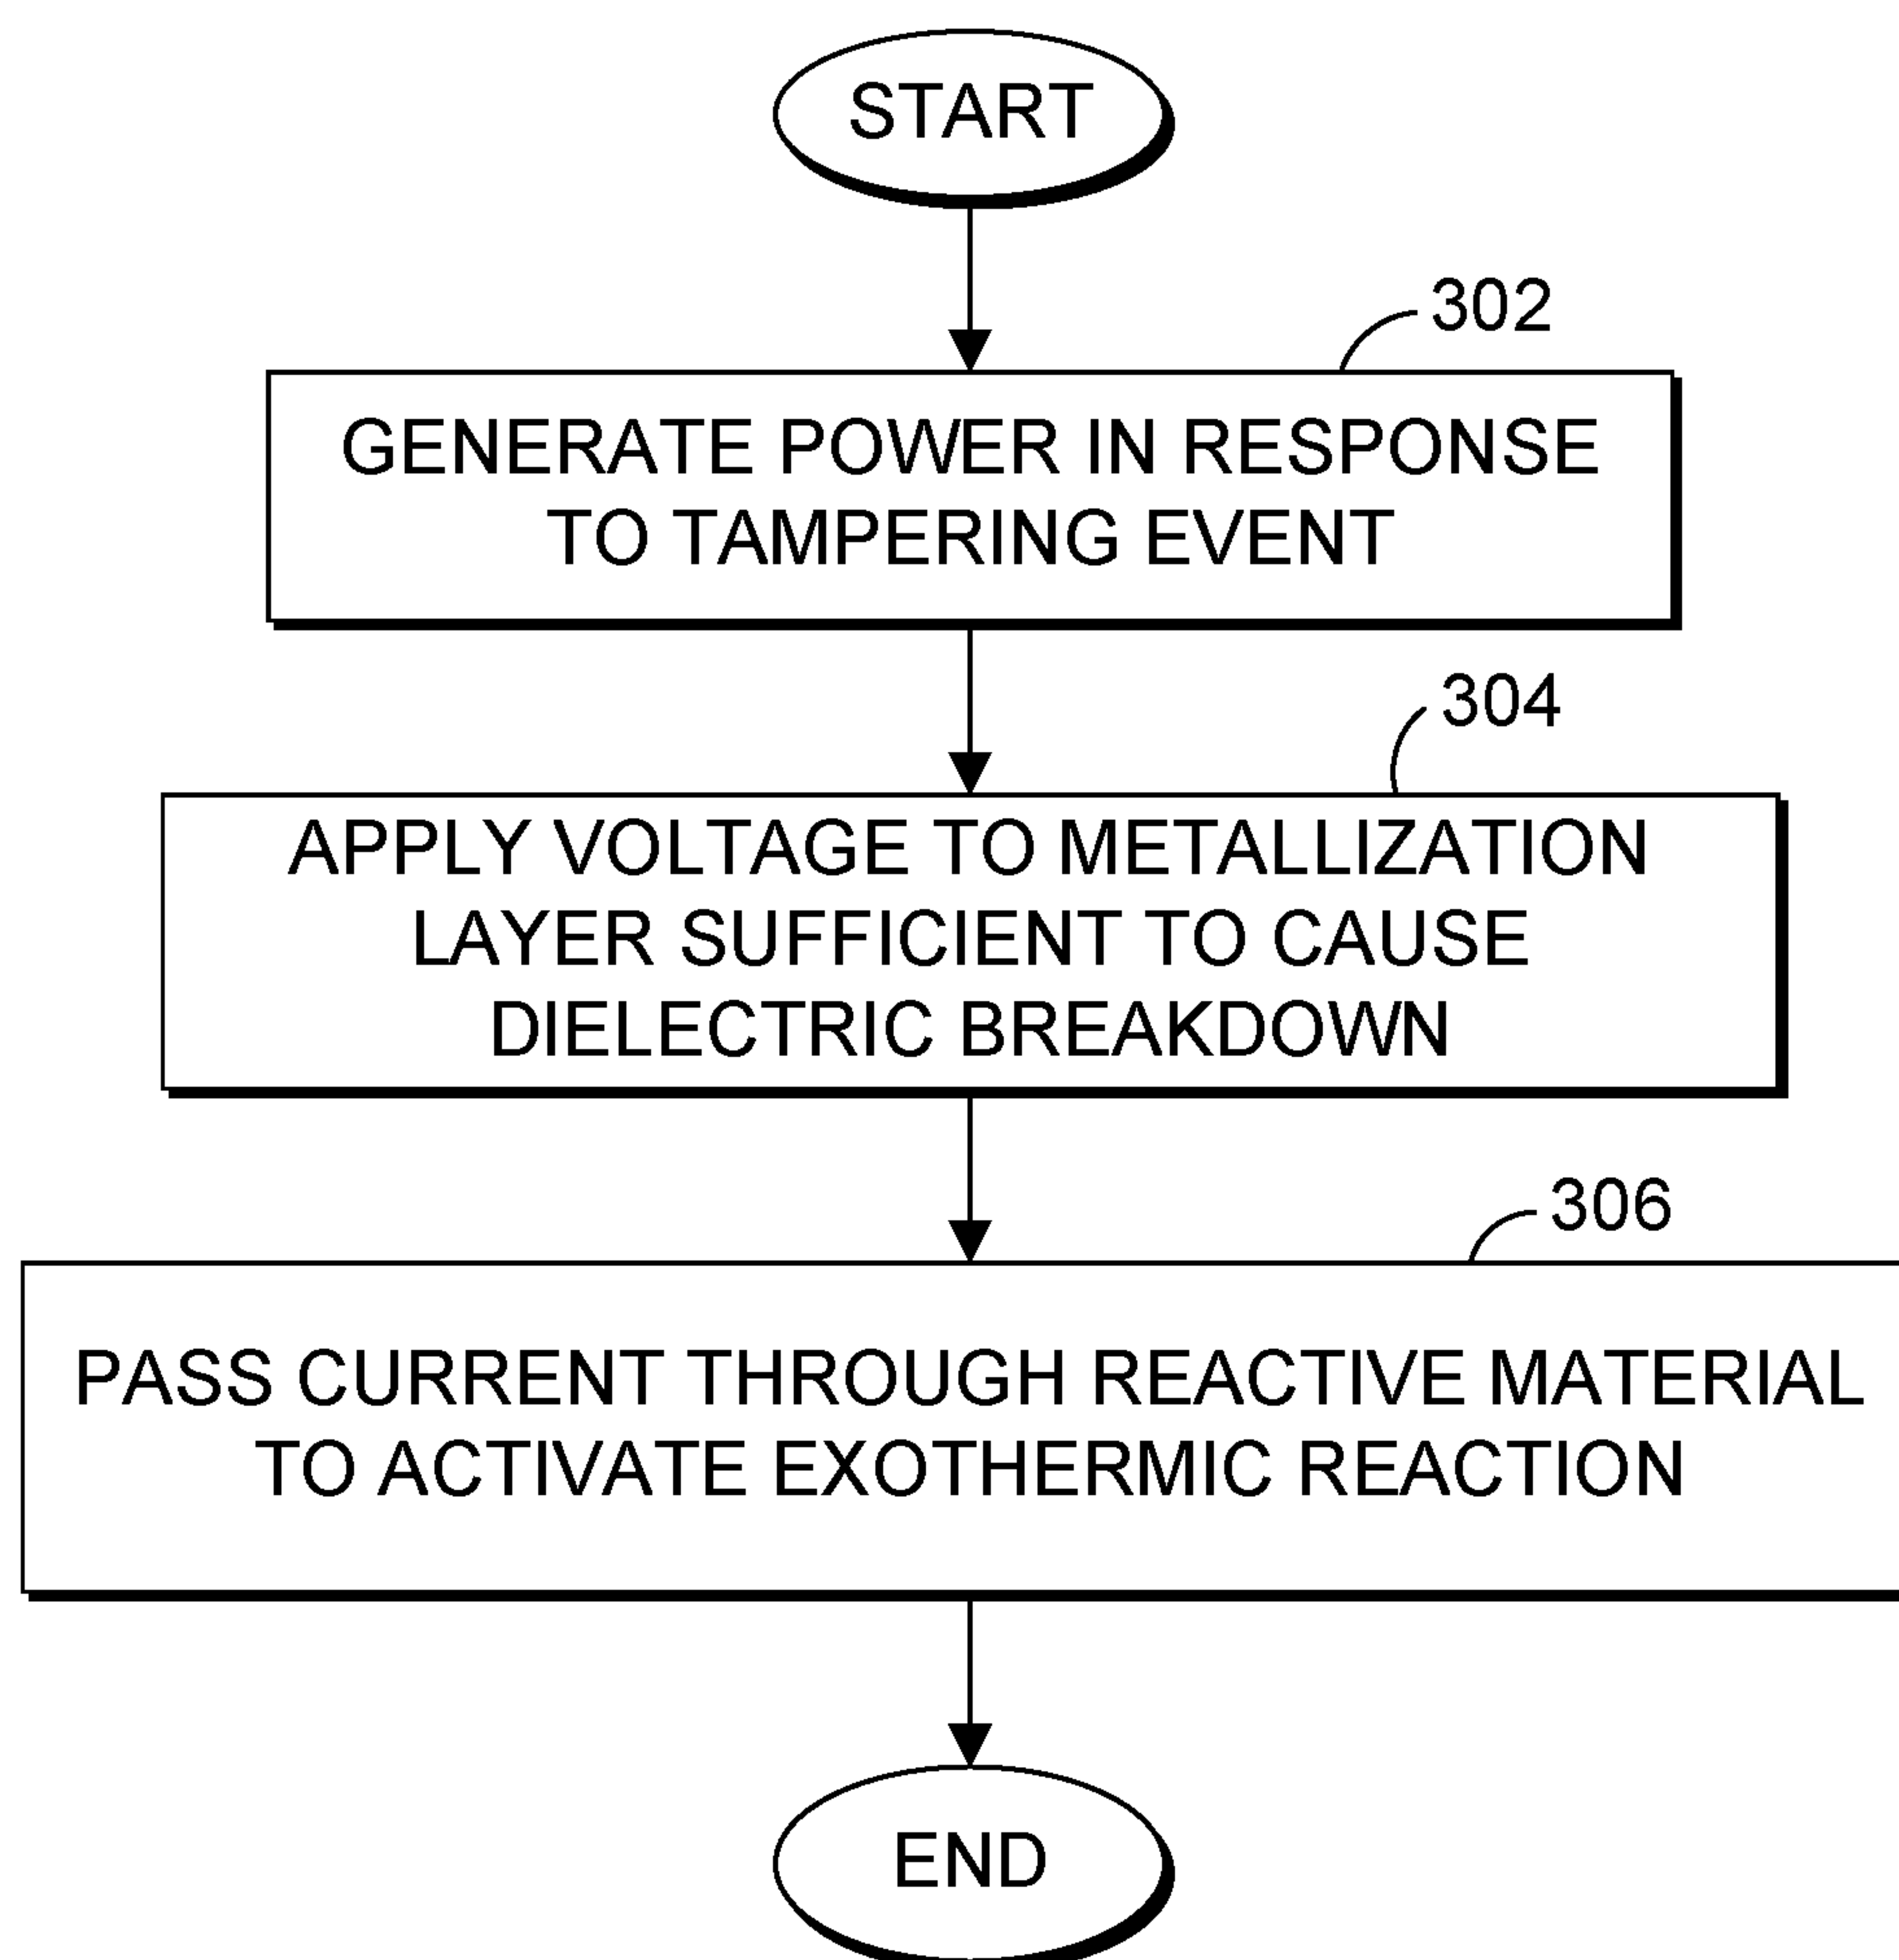 START
302
GENERATE POWER IN RESPONSE
TO TAMPERING EVENT
304
APPLY VOLTAGE TO METALLIZATION
LAYER SUFFICIENT TO CAUSE
DIELECTRIC BREAKDOWN
306
PASS CURRENT THROUGH REACTIVE MATERIAL
TO ACTIVATE EXOTHERMIC REACTION
END